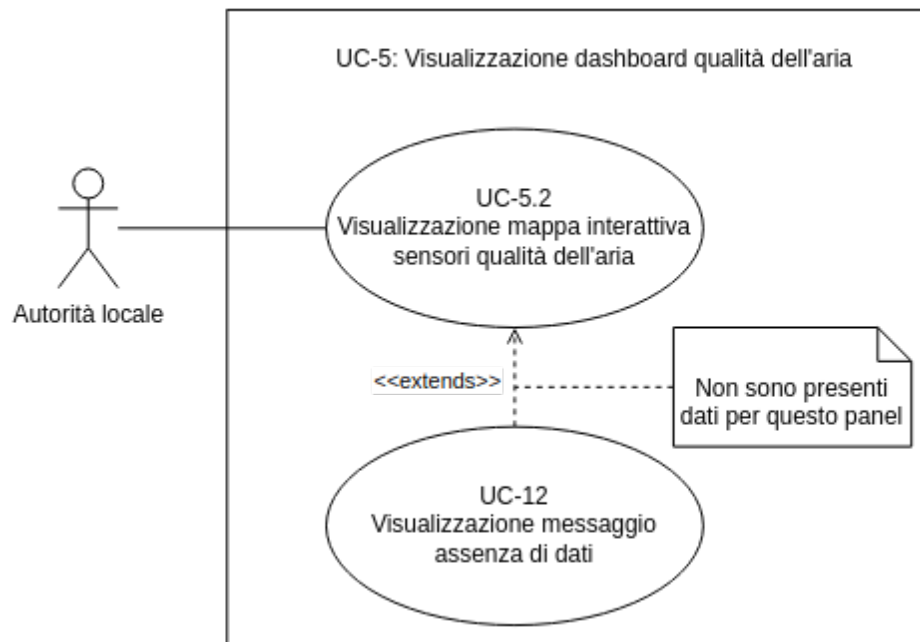 UC-5: Visualizzazione dashboard qualità dell'aria
UC-5.2
Visualizzazione mappa interattiva
sensori qualità dell'aria
Autorità locale
<<extends>>
Non sono presenti
dati per questo panel
UC-12
Visualizzazione messaggio
assenza di dati